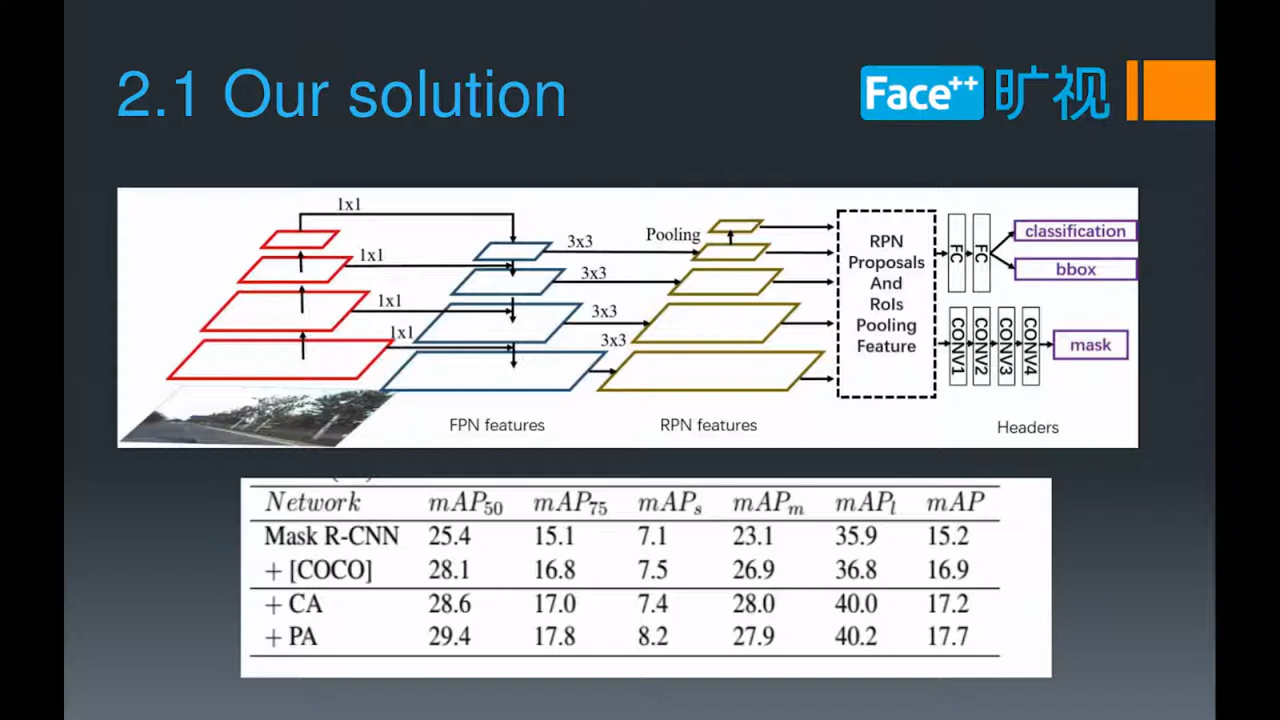 2.1 Our solution
Face++ 旷视
1x1
1x1
1x1
1x1
3x3
3x3
3x3
3x3
Pooling
FPN features
RPN features
RPN
Proposals
And
RoIs
Pooling
Feature
FC
FC
classification
bbox
CONV1
CONV2
CONV3
CONV4
mask
Headers
Network mAP50 mAP75 mAPs mAPm mAPl mAP
Mask R-CNN 25.4 15.1 7.1 23.1 35.9 15.2
+ [COCO] 28.1 16.8 7.5 26.9 36.8 16.9
+ CA 28.6 17.0 7.4 28.0 40.0 17.2
+ PA 29.4 17.8 8.2 27.9 40.2 17.7